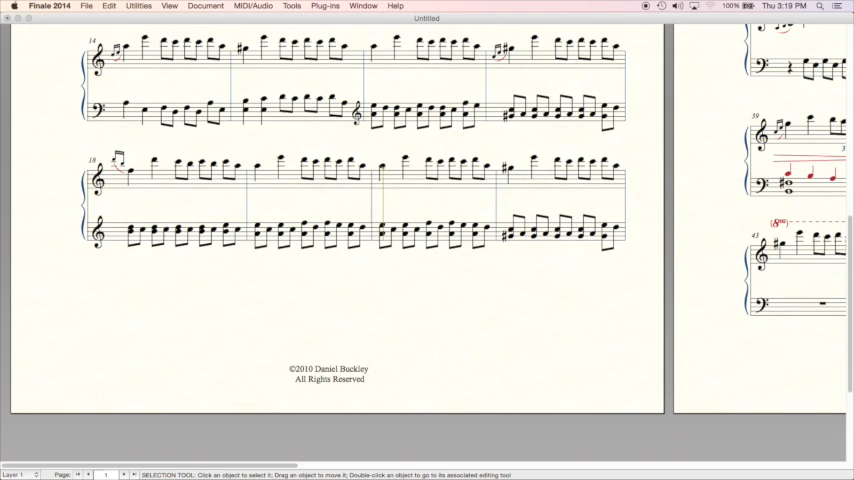 Finale 2014 File Edit Utilities View Document MIDI/Audio Tools Plug-ins Window Help 100% Thu 3:19 PM
Untitled
14
18
©2010 Daniel Buckley
All Rights Reserved
39
3
43
Layer 1 Page: 1 SELECTION TOOL: Click an object to select it; Drag an object to move it; Double-click an object to go to its associated editing tool